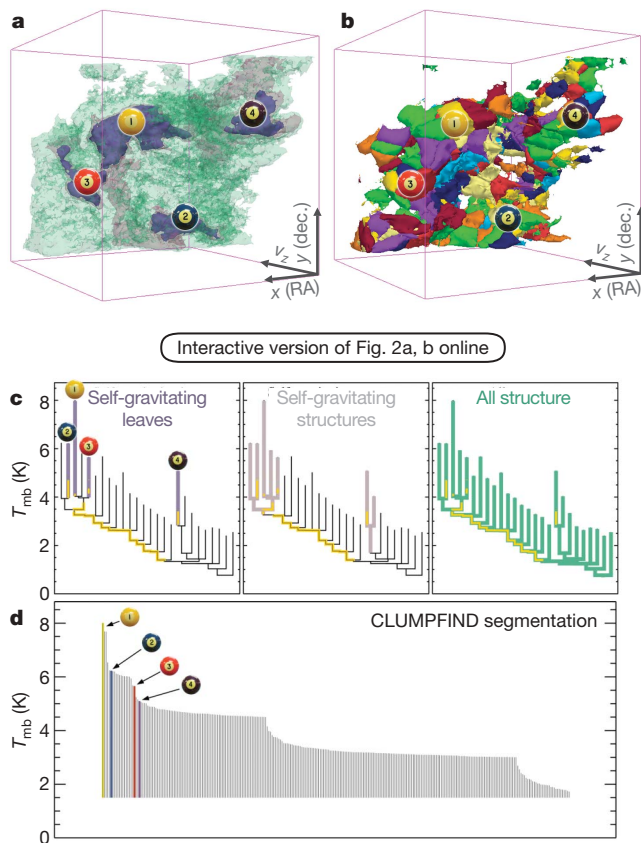 a
b
1
4
3
2
v_z
y (dec.)
x (RA)
1
4
3
2
v_z
y (dec.)
x (RA)
Interactive version of Fig. 2a, b online
c
8
6
4
2
0
T_mb (K)
1
2
3
4
Self-gravitating
leaves
Self-gravitating
structures
All structure
d
CLUMPFIND segmentation
8
6
4
2
0
T_mb (K)
1
2
3
4